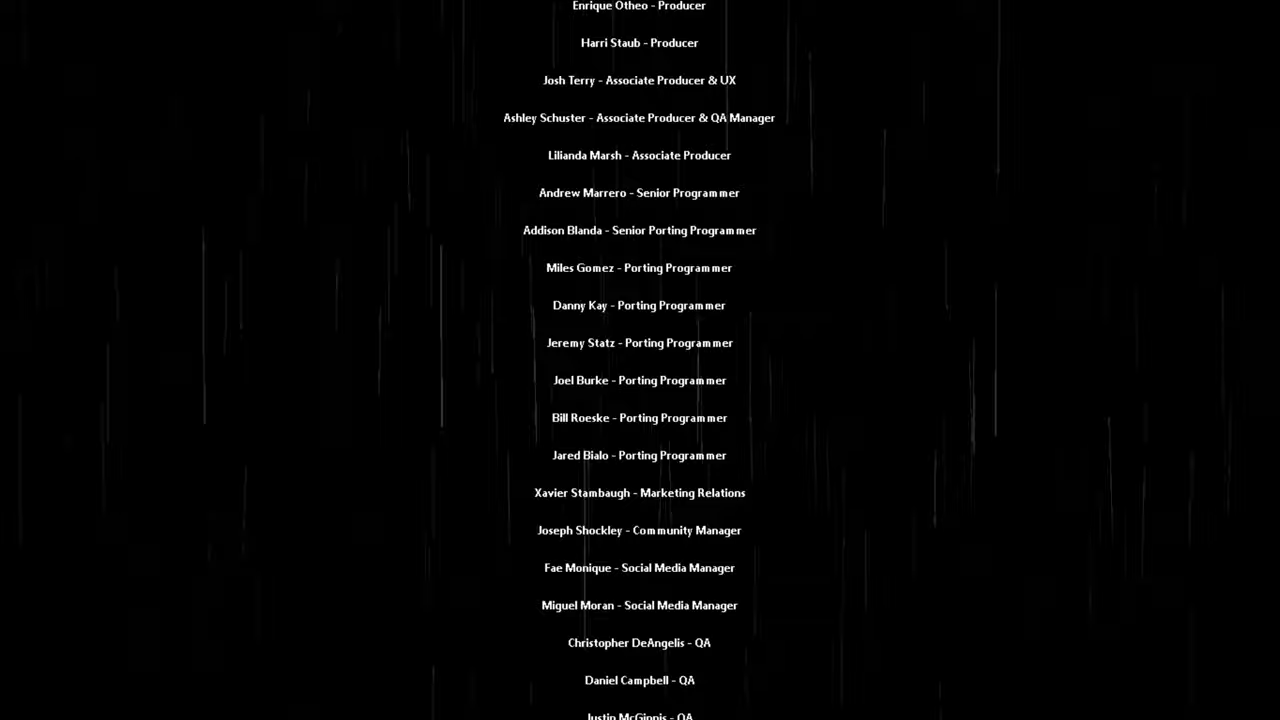 Enrique Otheo - Producer
Harri Staub - Producer
Josh Terry - Associate Producer & UX
Ashley Schuster - Associate Producer & QA Manager
Lilianda Marsh - Associate Producer
Andrew Marrero - Senior Programmer
Addison Blanda - Senior Porting Programmer
Miles Gomez - Porting Programmer
Danny Kay - Porting Programmer
Jeremy Statz - Porting Programmer
Joel Burke - Porting Programmer
Bill Roeske - Porting Programmer
Jared Bialo - Porting Programmer
Xavier Stambaugh - Marketing Relations
Joseph Shockley - Community Manager
Fae Monique - Social Media Manager
Miguel Moran - Social Media Manager
Christopher DeAngelis - QA
Daniel Campbell - QA
Justin McGinnis - QA